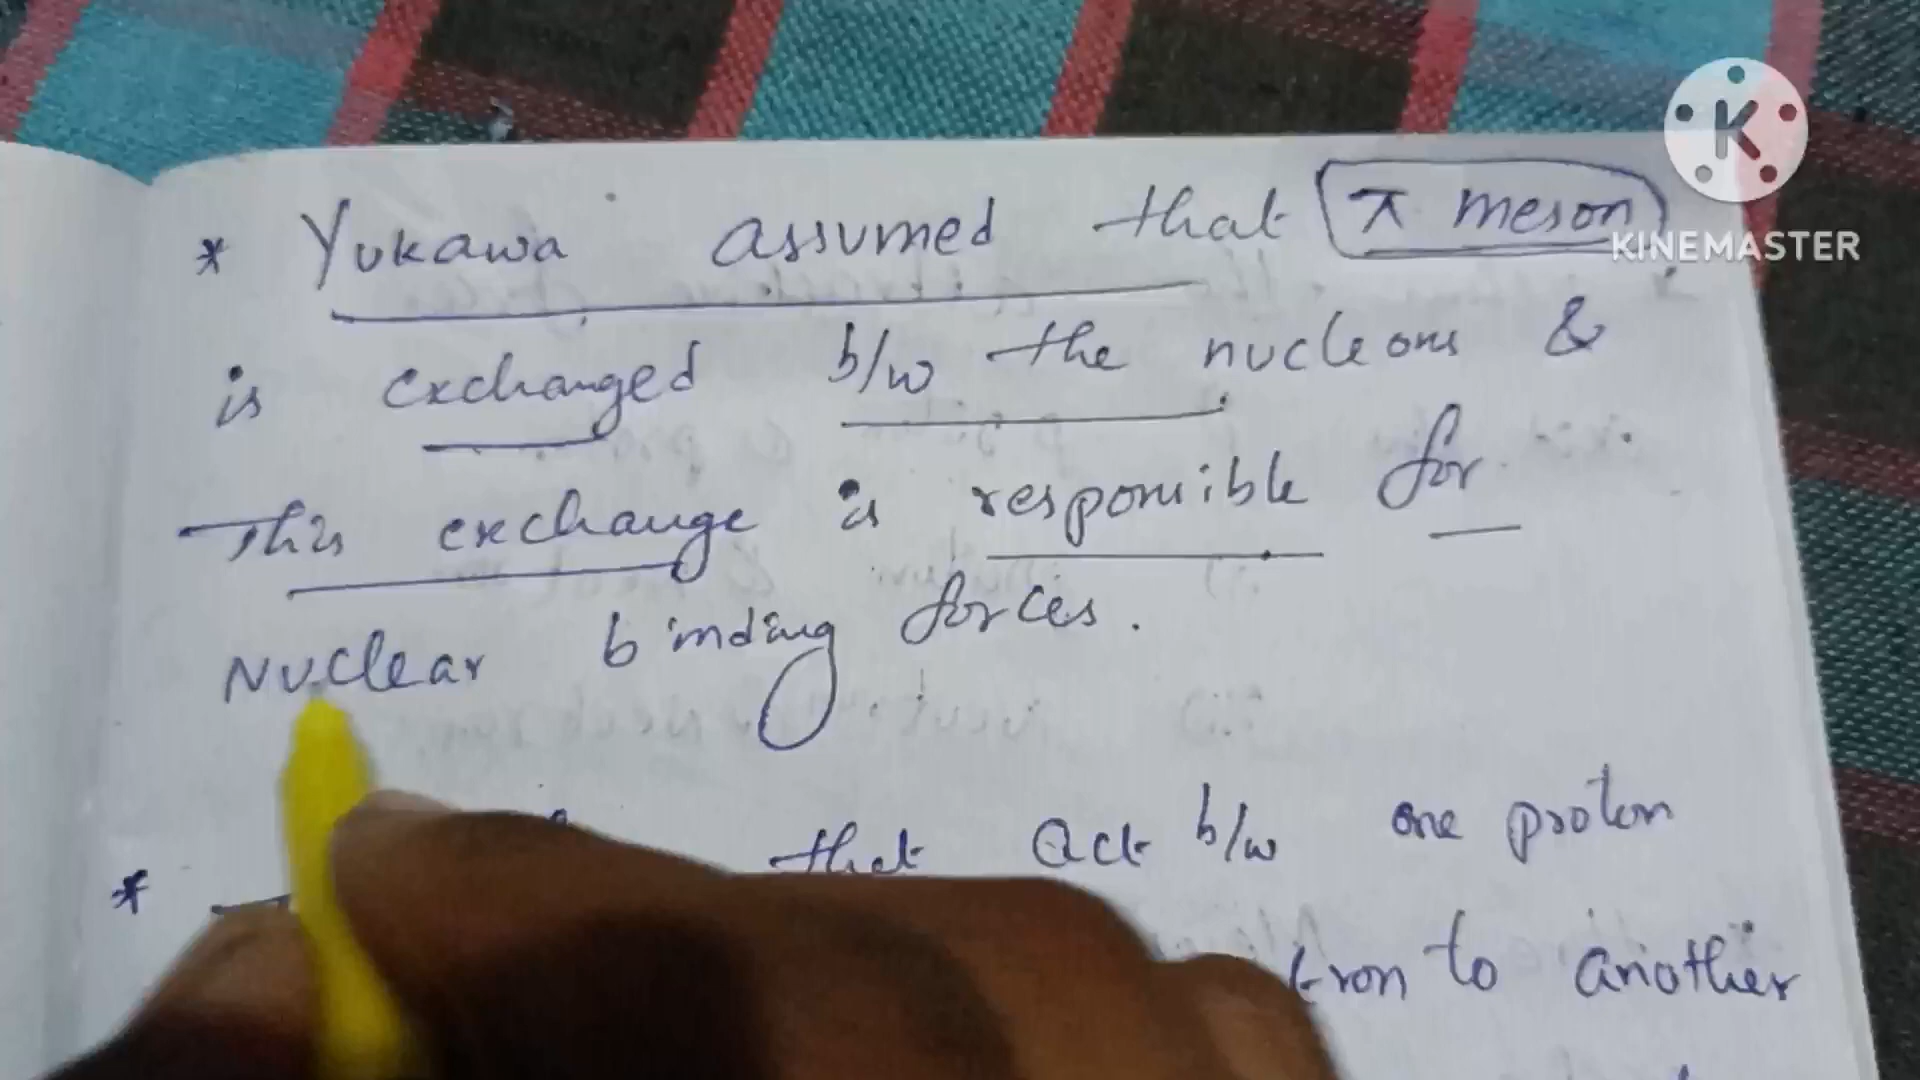 * Yukawa assumed that π meson
is exchanged b/w the nucleons &
This exchange is responsible for
Nuclear binding forces.
* that act b/w one proton
tron to another
KINEMASTER